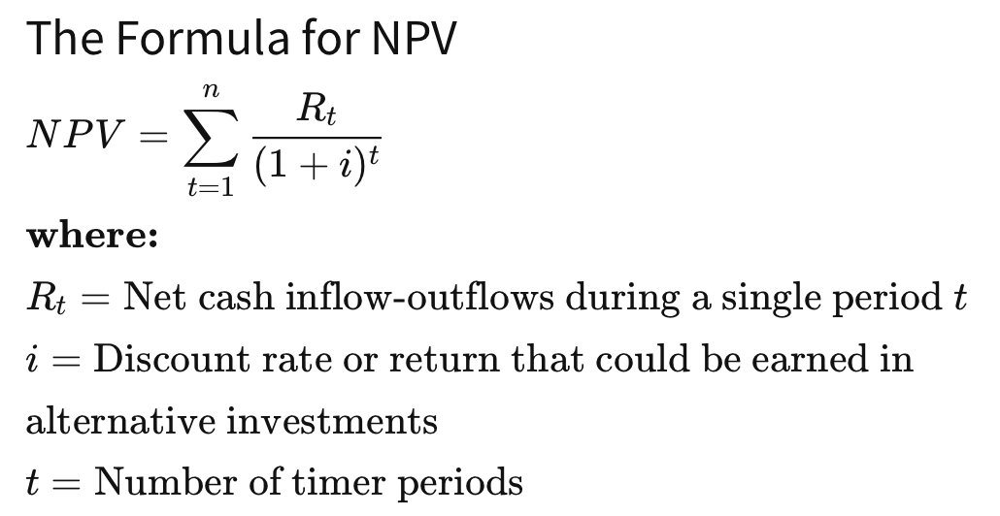 The Formula for NPV
NPV = \sum_{t=1}^{n} \frac{R_t}{(1 + i)^t}
where:
R_t = Net cash inflow-outflows during a single period t
i = Discount rate or return that could be earned in
alternative investments
t = Number of timer periods